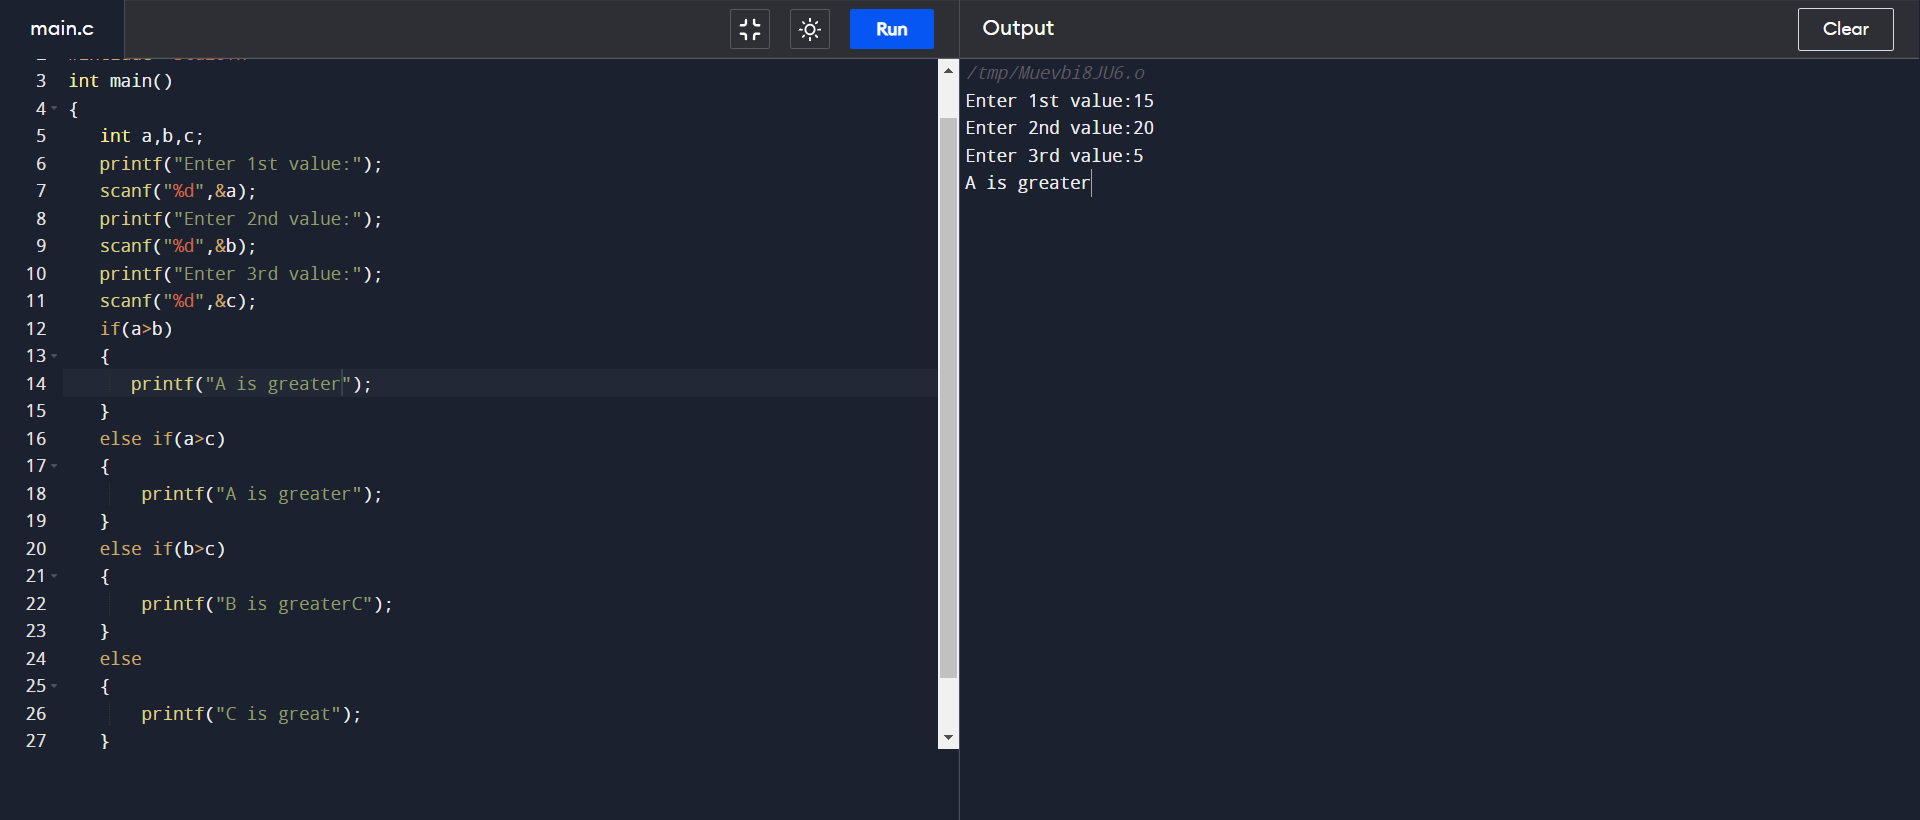 main.c
Run
Output
Clear
3 int main()
4 {
5 int a,b,c;
6 printf("Enter 1st value:");
7 scanf("%d",&a);
8 printf("Enter 2nd value:");
9 scanf("%d",&b);
10 printf("Enter 3rd value:");
11 scanf("%d",&c);
12 if(a>b)
13 {
14 printf("A is greater");
15 }
16 else if(a>c)
17 {
18 printf("A is greater");
19 }
20 else if(b>c)
21 {
22 printf("B is greaterC");
23 }
24 else
25 {
26 printf("C is great");
27 }
/tmp/Muevbi8JU6.o
Enter 1st value:15
Enter 2nd value:20
Enter 3rd value:5
A is greater